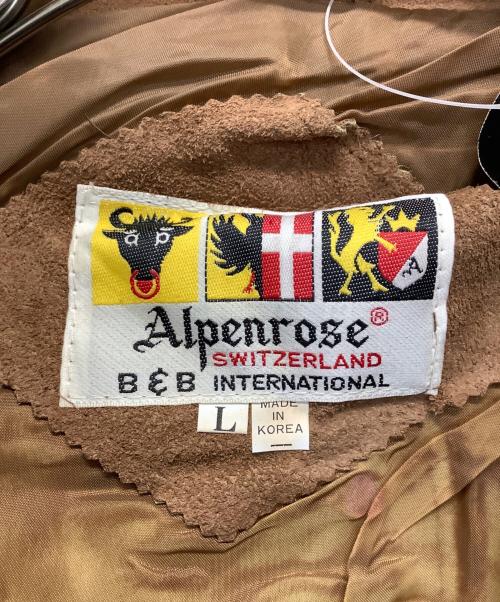 A
Alpenrose®
SWITZERLAND
B & B INTERNATIONAL
L
MADE
IN
KOREA